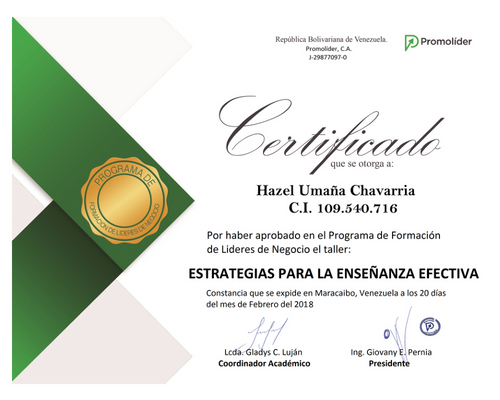 República Bolivariana de Venezuela.
Promolíder, C.A.
J-29877097-0
Promolíder
Certificado
que se otorga a:
Hazel Umaña Chavarria
C.I. 109.540.716
Por haber aprobado en el Programa de Formación
de Lideres de Negocio el taller:
PROGRAMA DE
FORMACIÓN DE LIDERES DE NEGOCIO
ESTRATEGIAS PARA LA ENSEÑANZA EFECTIVA
Constancia que se expide en Maracaibo, Venezuela a los 20 días
del mes de Febrero del 2018
Lcda. Gladys C. Luján
Coordinador Académico
Ing. Giovany E. Pernia
Presidente